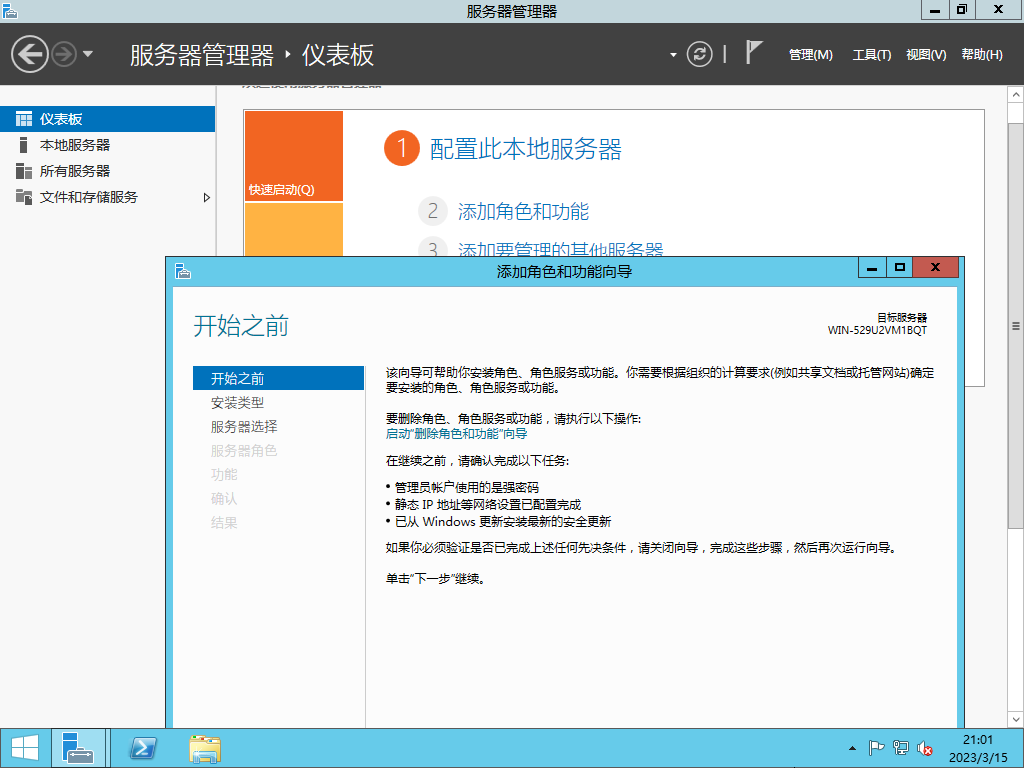 服务器管理器
服务器管理器 ‣ 仪表板
管理(M) 工具(T) 视图(V) 帮助(H)
仪表板
本地服务器
所有服务器
文件和存储服务
快速启动(Q)
1 配置此本地服务器
2 添加角色和功能
3 添加要管理的其他服务器
添加角色和功能向导
开始之前
目标服务器
WIN-529U2VM1BQT
开始之前
安装类型
服务器选择
服务器角色
功能
确认
结果
该向导可帮助你安装角色、角色服务或功能。你需要根据组织的计算要求(例如共享文档或托管网站)确定
要安装的角色、角色服务或功能。
要删除角色、角色服务或功能，请执行以下操作:
启动"删除角色和功能"向导
在继续之前，请确认完成以下任务:
• 管理员帐户使用的是强密码
• 静态 IP 地址等网络设置已配置完成
• 已从 Windows 更新安装最新的安全更新
如果你必须验证是否已完成上述任何先决条件，请关闭向导，完成这些步骤，然后再次运行向导。
单击"下一步"继续。
21:01
2023/3/15